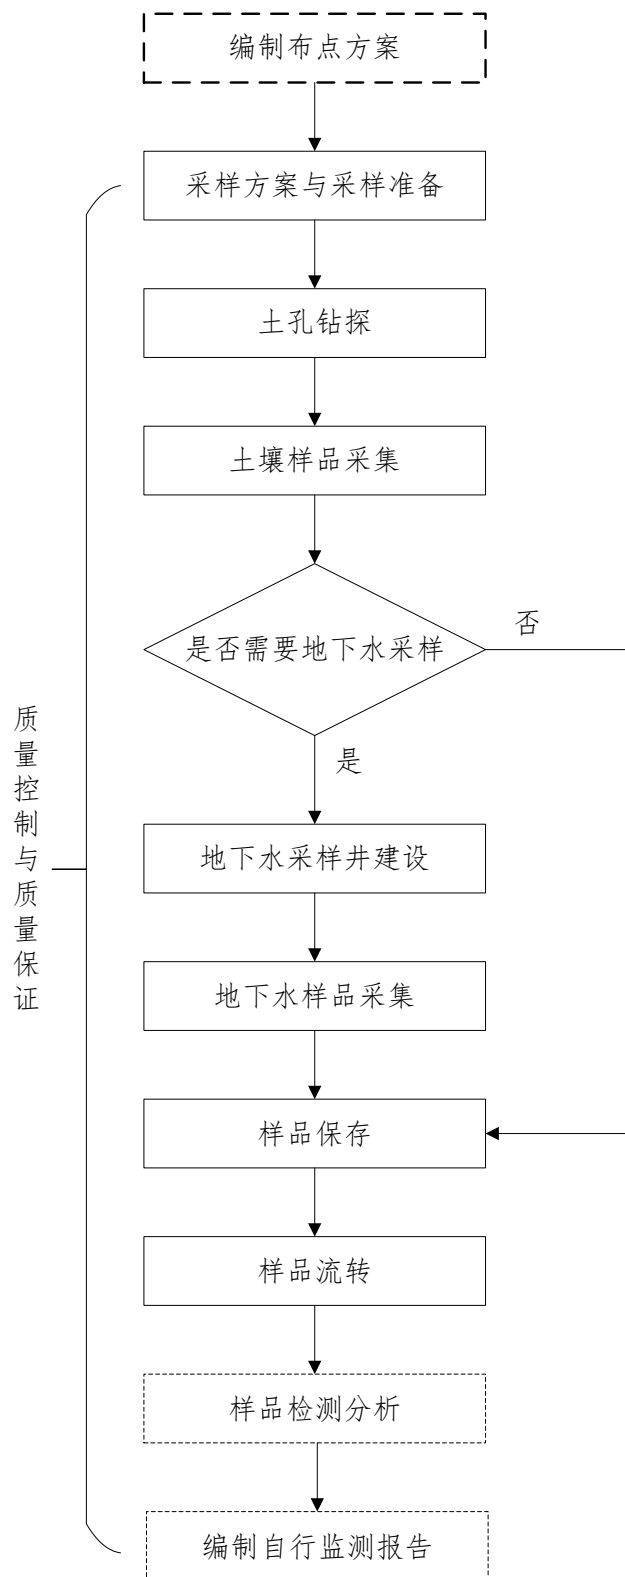 编制布点方案
采样方案与采样准备
土孔钻探
土壤样品采集
是否需要地下水采样
否
是
质量控制与质量保证
地下水采样井建设
地下水样品采集
样品保存
样品流转
样品检测分析
编制自行监测报告